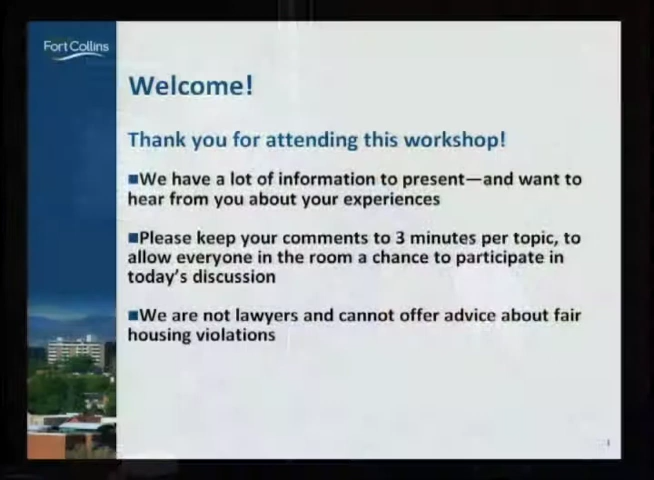 Fort Collins
Welcome!
Thank you for attending this workshop!
■We have a lot of information to present—and want to
hear from you about your experiences
■Please keep your comments to 3 minutes per topic, to
allow everyone in the room a chance to participate in
today's discussion
■We are not lawyers and cannot offer advice about fair
housing violations